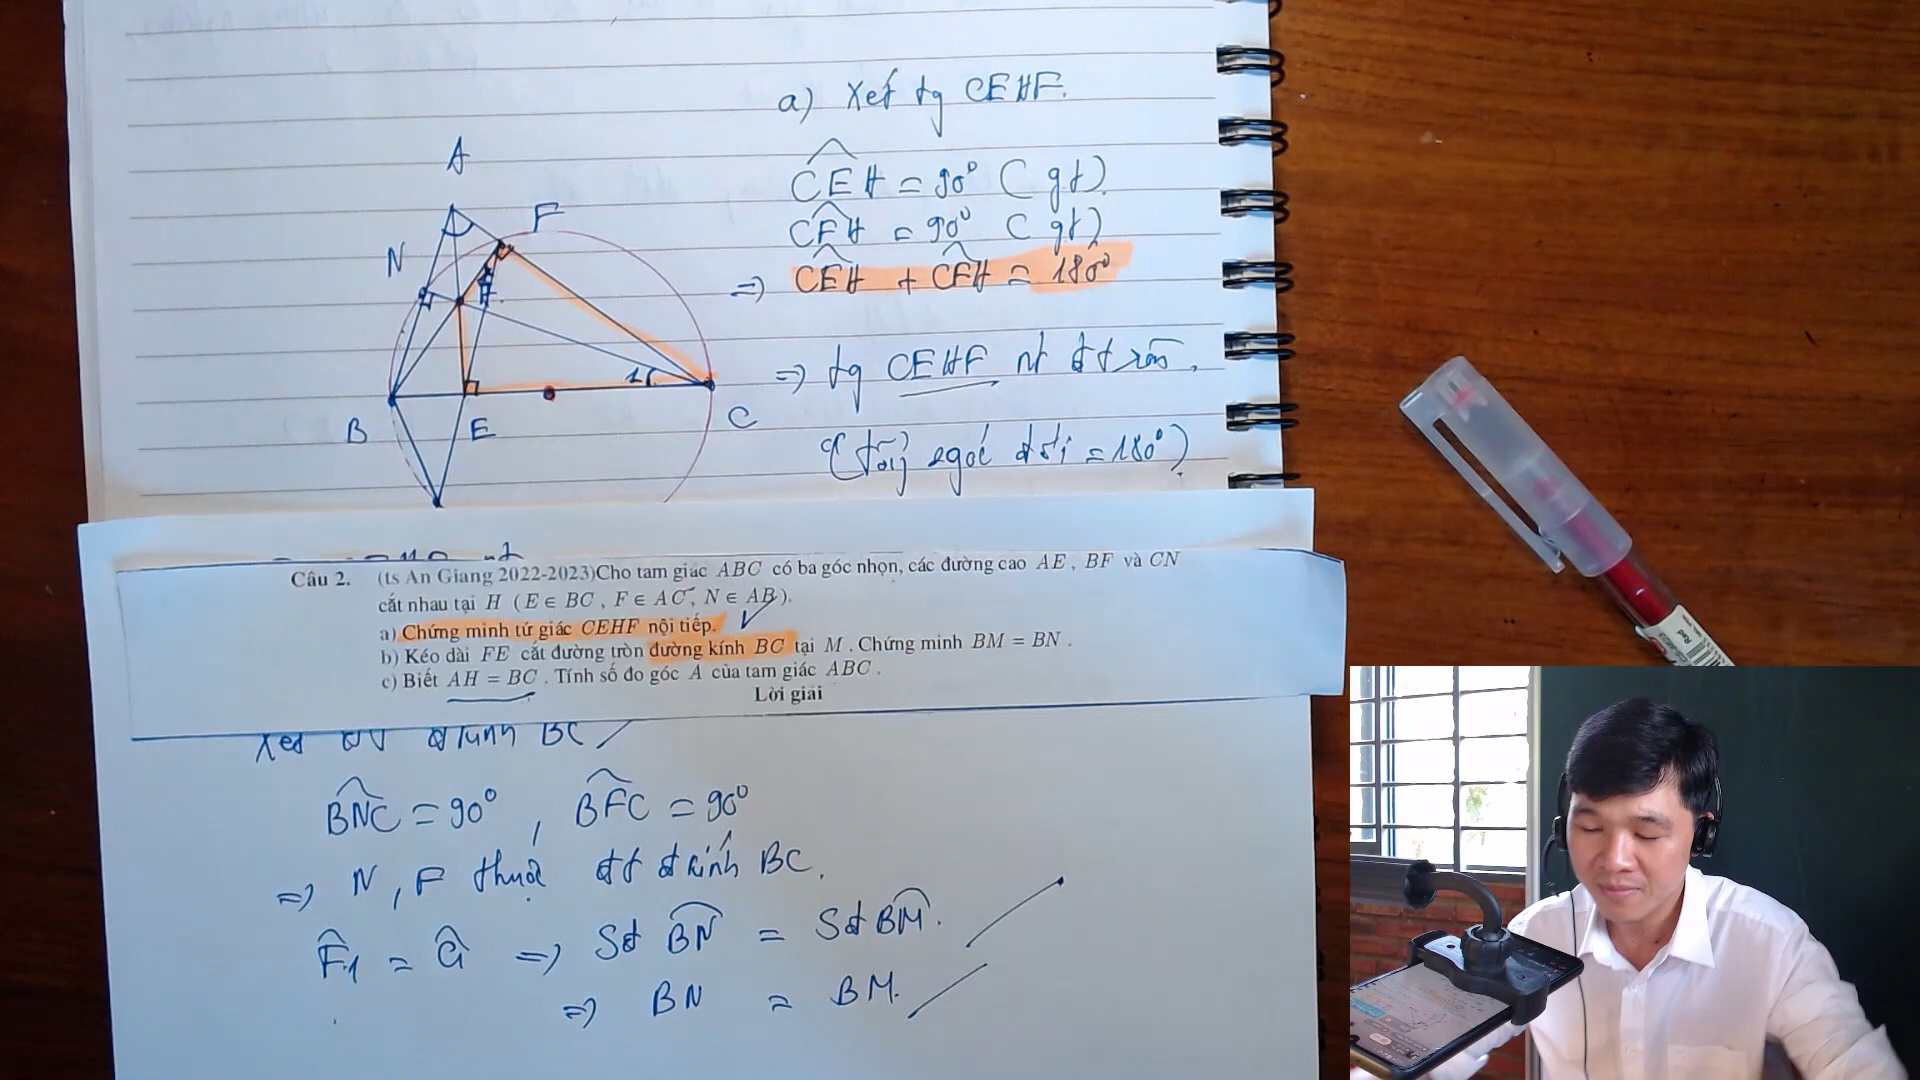 a) Xét tg CEHF.
A
CEH = 90° (gt)
F
CFH = 90° (gt)
N
=> CEH + CFH = 180°
H
1
=> tg CEHF nt đt tròn.
B
E
C
(tổng 2 góc đối = 180°)
Câu 2. (ts An Giang 2022-2023)Cho tam giác ABC có ba góc nhọn, các đường cao AE, BF và CN
cắt nhau tại H (E ∈ BC, F ∈ AC, N ∈ AB).
a) Chứng minh tứ giác CEHF nội tiếp.
b) Kéo dài FE cắt đường tròn đường kính BC tại M. Chứng minh BM = BN.
c) Biết AH = BC. Tính số đo góc A của tam giác ABC.
Lời giải
BC
BNC = 90°, BFC = 90°
=> N, F thuộc đt đkính BC.
F1 = C1 => Sđ BN = Sđ BM.
=> BN = BM.
Red